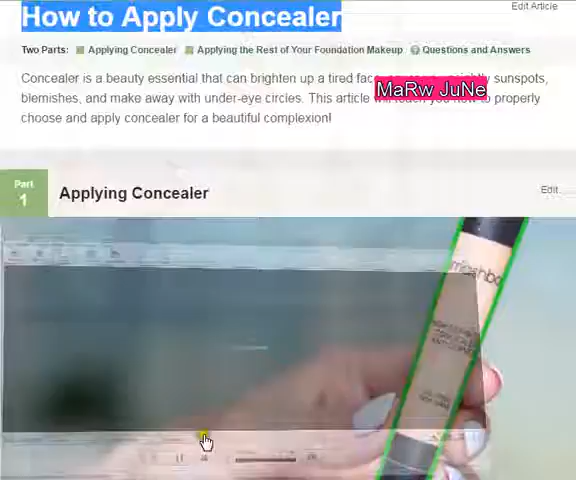 How to Apply Concealer
Edit Article
Two Parts: Applying Concealer Applying the Rest of Your Foundation Makeup Questions and Answers
Concealer is a beauty essential that can brighten up a tired sunspots,
MaRw JuNe
blemishes, and make away with under-eye circles. This article you to properly
choose and apply concealer for a beautiful complexion!
Part
1
Applying Concealer
Edit